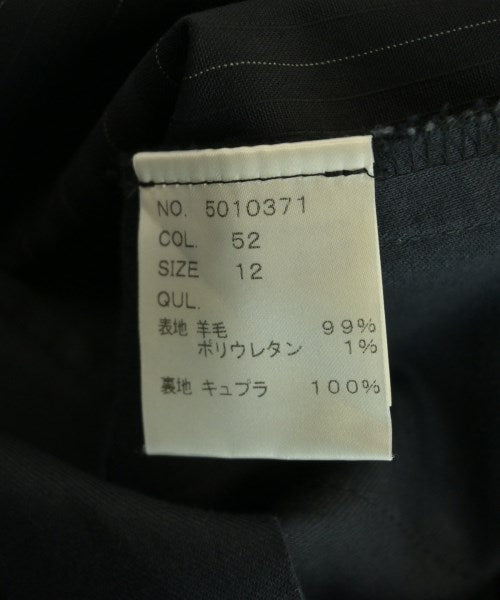 NO. 5010371
COL. 52
SIZE 12
QUL.
表地 羊毛 99%
ポリウレタン 1%
裏地 キュプラ 100%